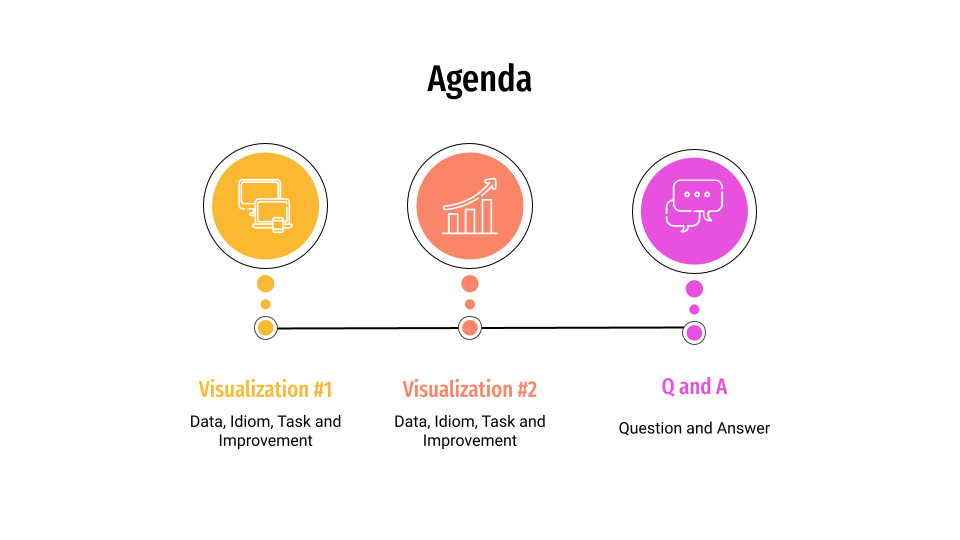 Agenda
Visualization #1
Data, Idiom, Task and
Improvement
Visualization #2
Data, Idiom, Task and
Improvement
Q and A
Question and Answer